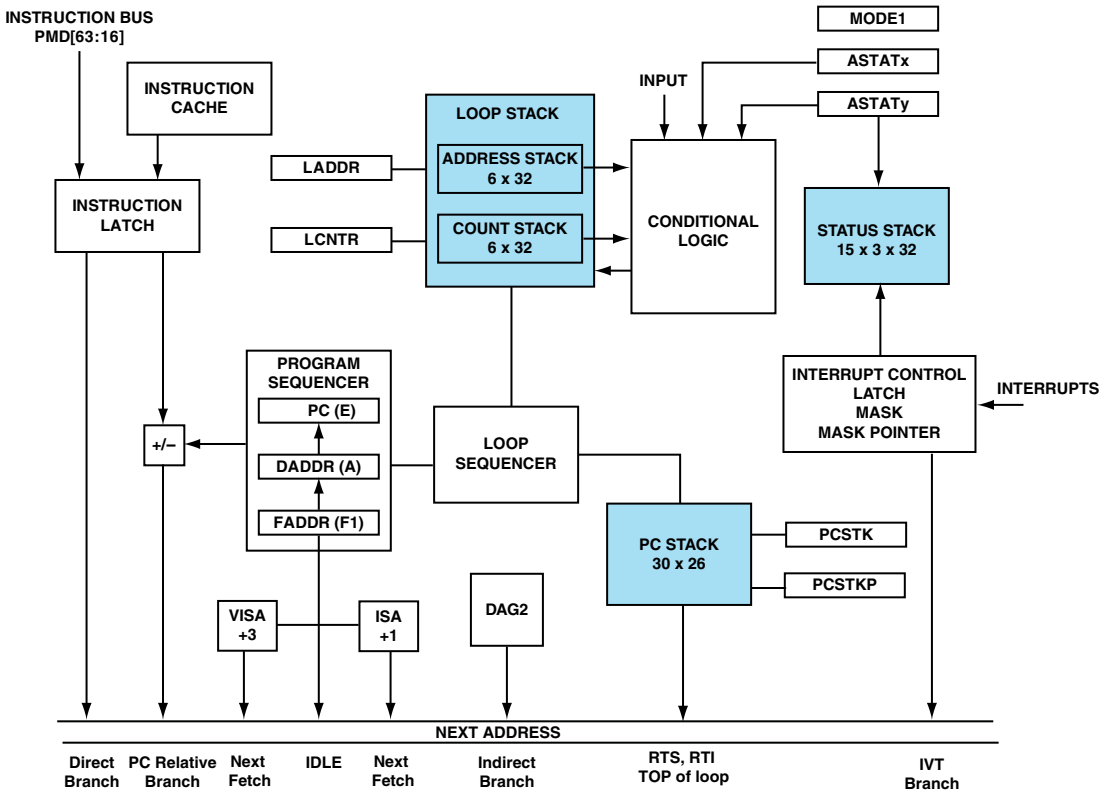 INSTRUCTION BUS
PMD[63:16]
INSTRUCTION
CACHE
INSTRUCTION
LATCH
LADDR
LCNTR
LOOP STACK
ADDRESS STACK
6 x 32
COUNT STACK
6 x 32
INPUT
CONDITIONAL
LOGIC
MODE1
ASTATx
ASTATy
STATUS STACK
15 x 3 x 32
INTERRUPT CONTROL
LATCH
MASK
MASK POINTER
INTERRUPTS
PROGRAM
SEQUENCER
PC (E)
DADDR (A)
FADDR (F1)
+/–
LOOP
SEQUENCER
PC STACK
30 x 26
PCSTK
PCSTKP
VISA
+3
ISA
+1
DAG2
NEXT ADDRESS
Direct
Branch
PC Relative
Branch
Next
Fetch
IDLE
Next
Fetch
Indirect
Branch
RTS, RTI
TOP of loop
IVT
Branch